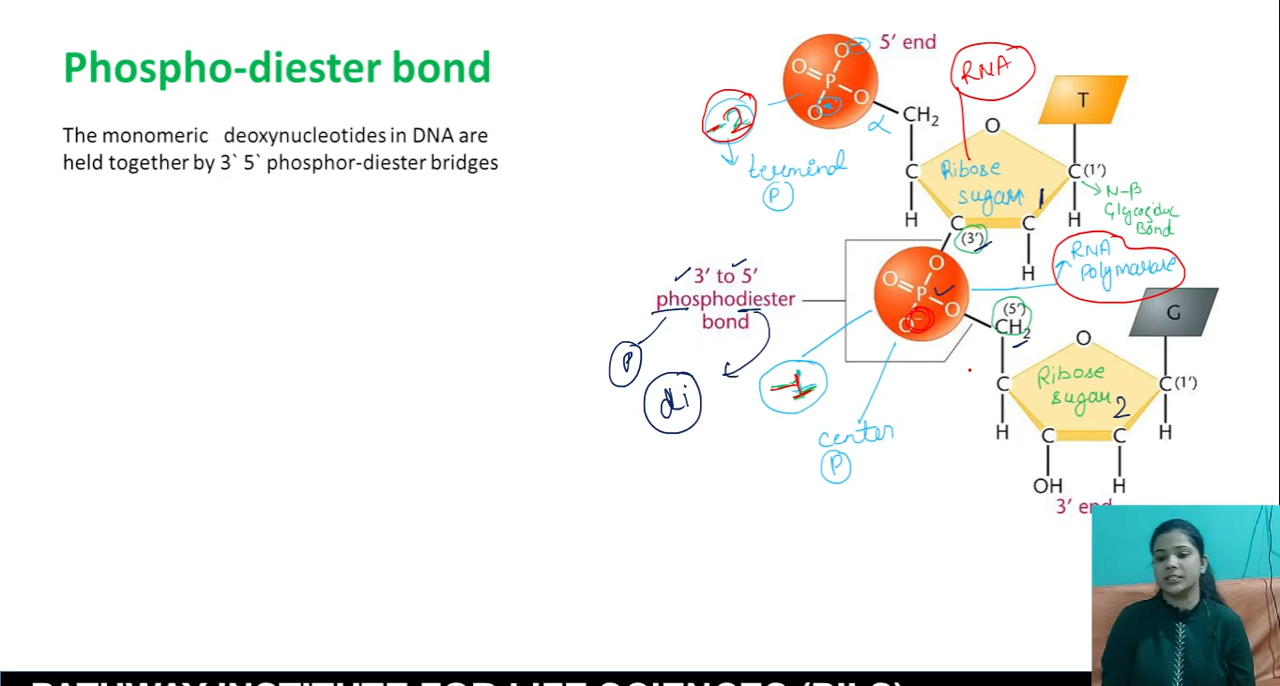 Phospho-diester bond
The monomeric deoxynucleotides in DNA are
held together by 3` 5` phosphor-diester bridges
5′ end
RNA
O
O=P
O
O
-2
α
CH₂
T
O
terminal
P
C
Ribose
sugar 1
C(1′)
N-β
Glycosidic
Bond
H
C
(3′)
C
H
H
RNA
Polymarase
3′ to 5′
phosphodiester
bond
O
O=P
O⁻
O
(5′)
CH₂
G
P
di
-1
O
C
Ribose
sugar 2
C(1′)
center
P
H
C
C
H
OH
H
3′ end